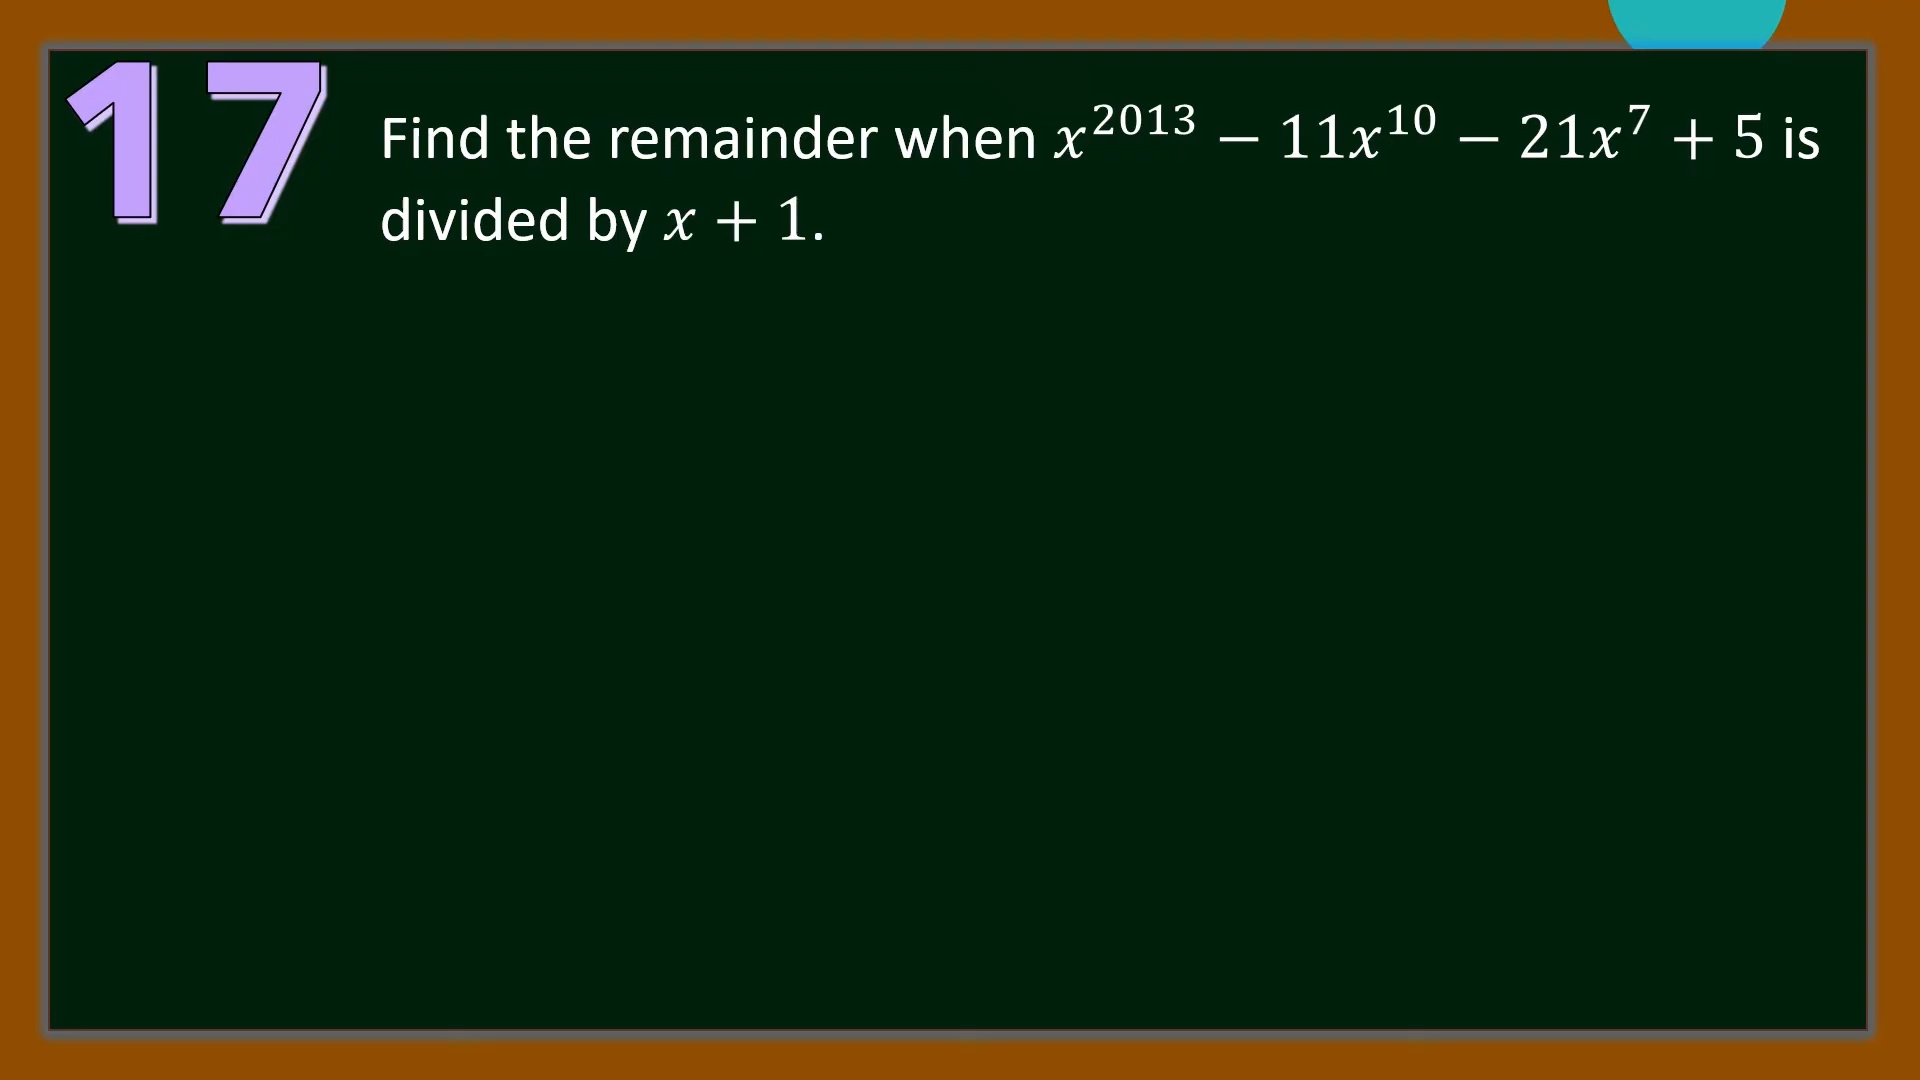 17
Find the remainder when $x^{2013} - 11x^{10} - 21x^7 + 5$ is
divided by $x + 1$.